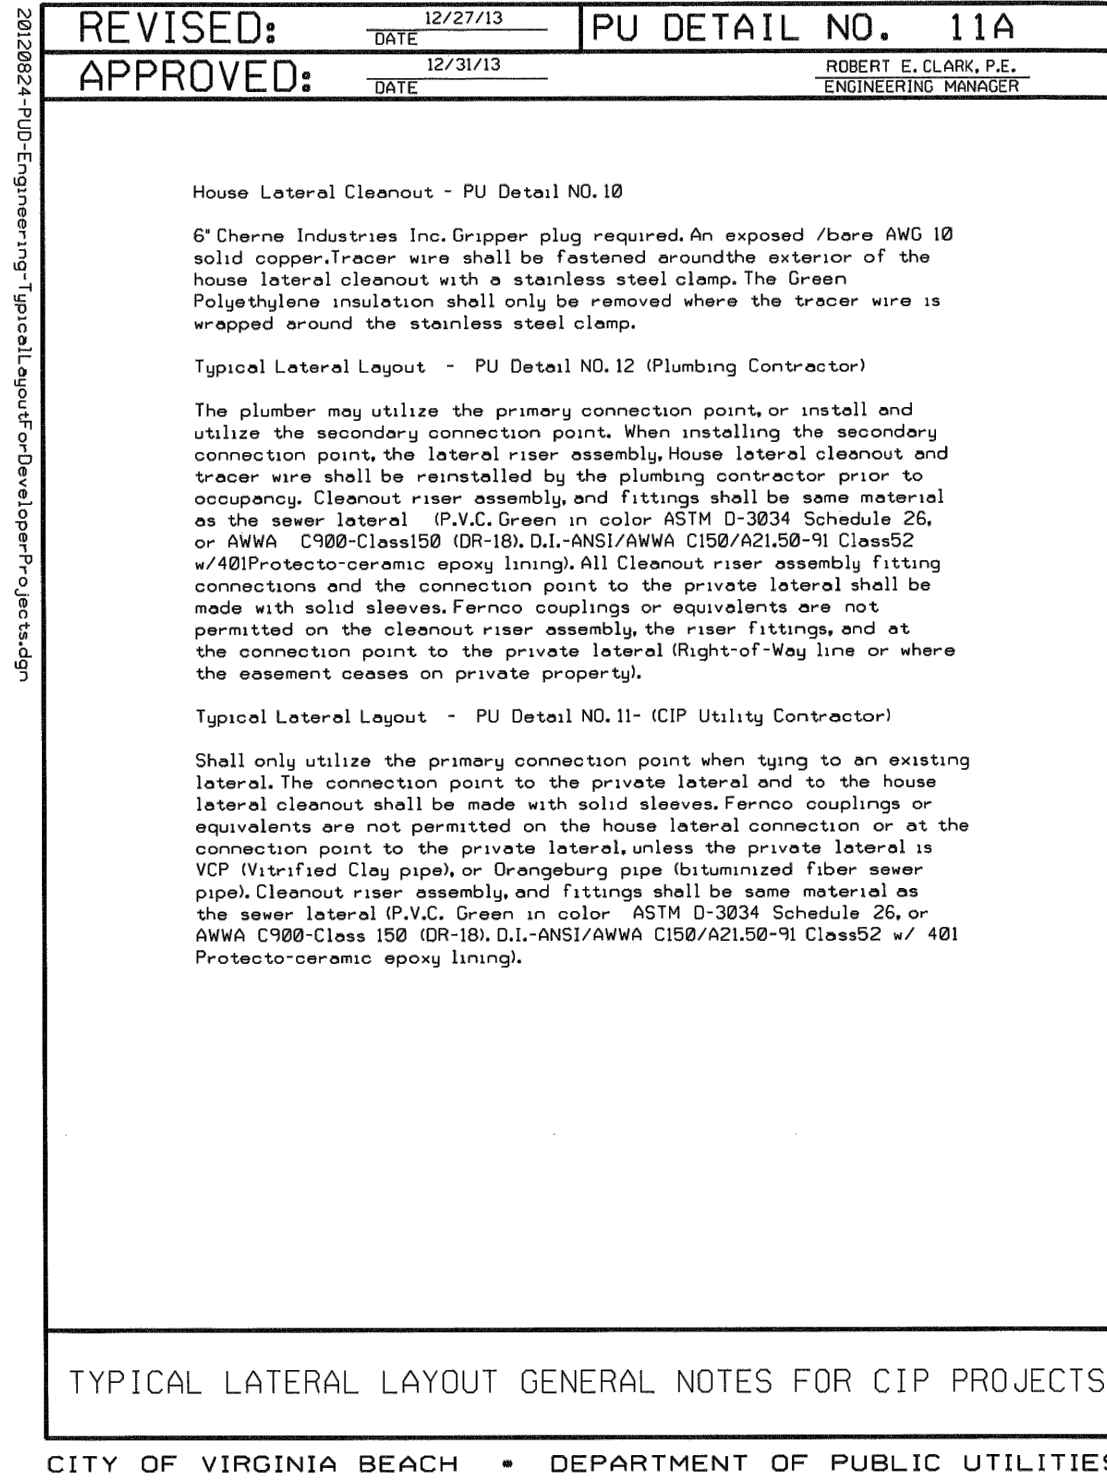 REVISED: 12/27/13 PU DETAIL NO. 11A
DATE
APPROVED: 12/31/13 ROBERT E. CLARK, P.E.
DATE ENGINEERING MANAGER
20120824-PUD-Engineering-TypicalLayoutForDeveloperProjects.dgn
House Lateral Cleanout - PU Detail NO. 10
6" Cherne Industries Inc. Gripper plug required. An exposed /bare AWG 10
solid copper.Tracer wire shall be fastened aroundthe exterior of the
house lateral cleanout with a stainless steel clamp. The Green
Polyethylene insulation shall only be removed where the tracer wire is
wrapped around the stainless steel clamp.
Typical Lateral Layout - PU Detail NO. 12 (Plumbing Contractor)
The plumber may utilize the primary connection point, or install and
utilize the secondary connection point. When installing the secondary
connection point, the lateral riser assembly, House lateral cleanout and
tracer wire shall be reinstalled by the plumbing contractor prior to
occupancy. Cleanout riser assembly, and fittings shall be same material
as the sewer lateral (P.V.C. Green in color ASTM D-3034 Schedule 26,
or AWWA C900-Class150 (DR-18). D.I.-ANSI/AWWA C150/A21.50-91 Class52
w/401Protecto-ceramic epoxy lining). All Cleanout riser assembly fitting
connections and the connection point to the private lateral shall be
made with solid sleeves. Fernco couplings or equivalents are not
permitted on the cleanout riser assembly, the riser fittings, and at
the connection point to the private lateral (Right-of-Way line or where
the easement ceases on private property).
Typical Lateral Layout - PU Detail NO. 11- (CIP Utility Contractor)
Shall only utilize the primary connection point when tying to an existing
lateral. The connection point to the private lateral and to the house
lateral cleanout shall be made with solid sleeves. Fernco couplings or
equivalents are not permitted on the house lateral connection or at the
connection point to the private lateral, unless the private lateral is
VCP (Vitrified Clay pipe), or Orangeburg pipe (bituminized fiber sewer
pipe). Cleanout riser assembly, and fittings shall be same material as
the sewer lateral (P.V.C. Green in color ASTM D-3034 Schedule 26, or
AWWA C900-Class 150 (DR-18). D.I.-ANSI/AWWA C150/A21.50-91 Class52 w/ 401
Protecto-ceramic epoxy lining).
TYPICAL LATERAL LAYOUT GENERAL NOTES FOR CIP PROJECTS
CITY OF VIRGINIA BEACH • DEPARTMENT OF PUBLIC UTILITIES